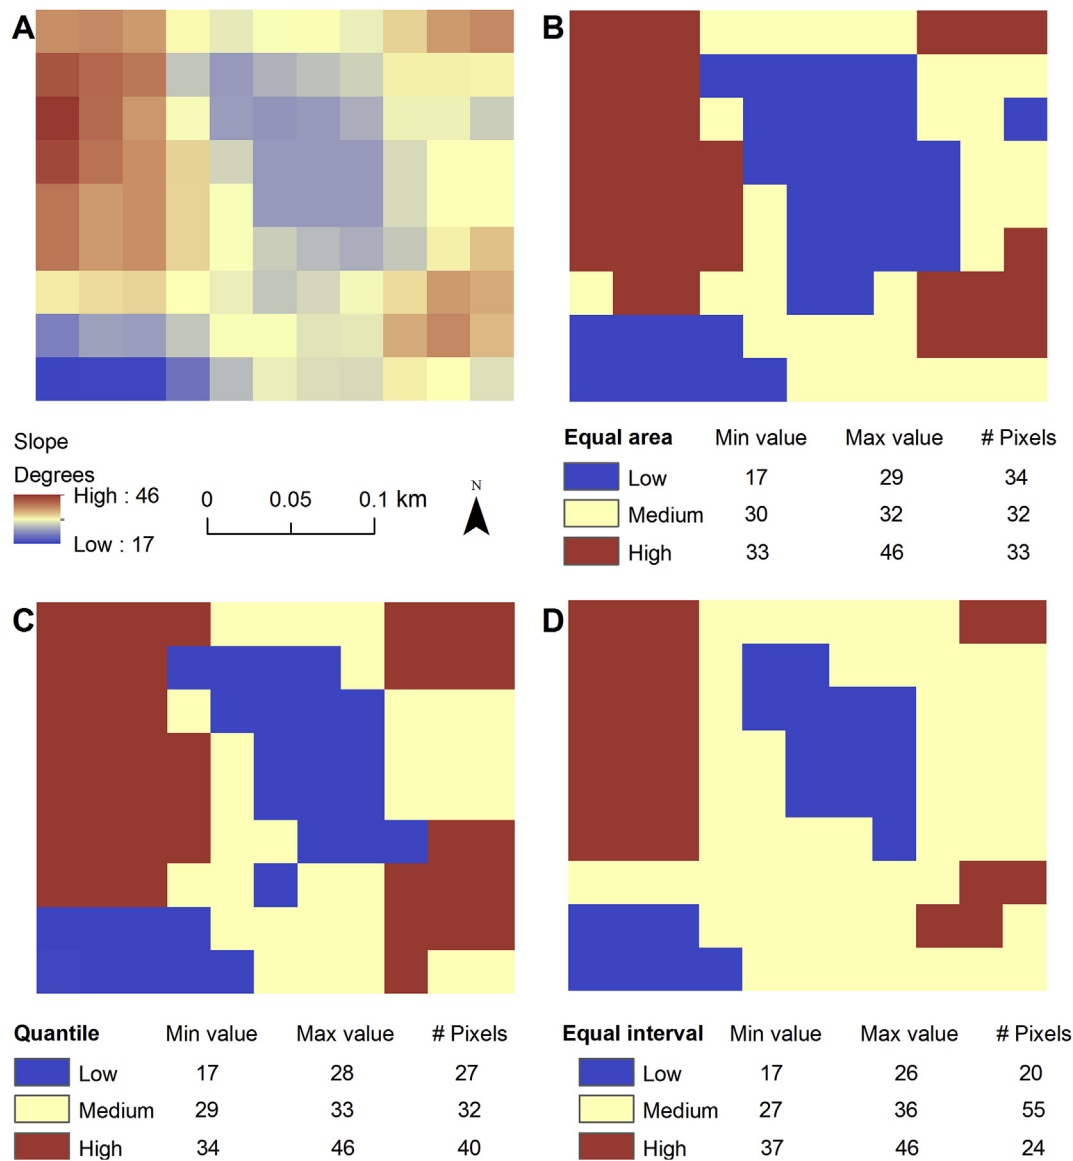 A
B
Slope
Degrees
High : 46
Low : 17
0 0.05 0.1 km
N
Equal area Min value Max value # Pixels
Low 17 29 34
Medium 30 32 32
High 33 46 33
C
D
Quantile Min value Max value # Pixels
Low 17 28 27
Medium 29 33 32
High 34 46 40
Equal interval Min value Max value # Pixels
Low 17 26 20
Medium 27 36 55
High 37 46 24